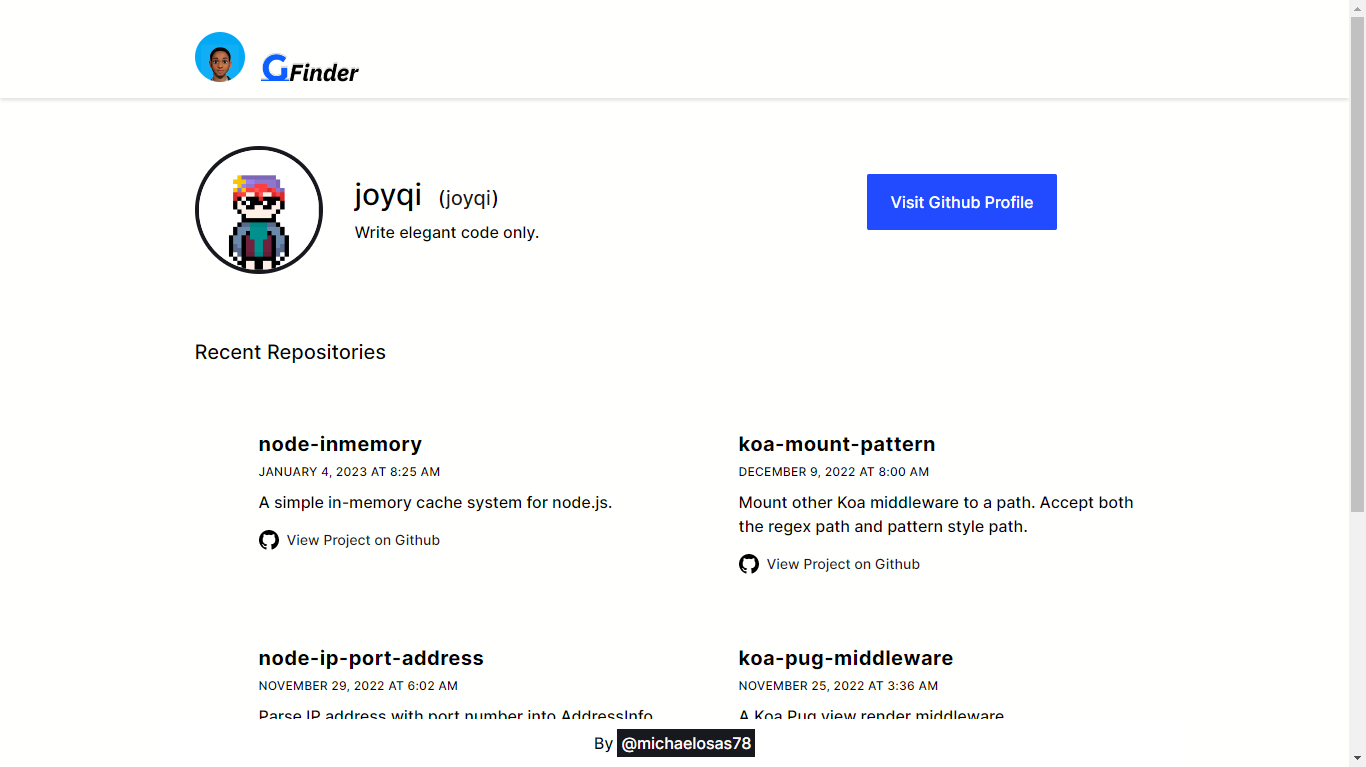 GFinder
joyqi (joyqi)
Write elegant code only.
Visit Github Profile
Recent Repositories
node-inmemory
JANUARY 4, 2023 AT 8:25 AM
A simple in-memory cache system for node.js.
View Project on Github
koa-mount-pattern
DECEMBER 9, 2022 AT 8:00 AM
Mount other Koa middleware to a path. Accept both
the regex path and pattern style path.
View Project on Github
node-ip-port-address
NOVEMBER 29, 2022 AT 6:02 AM
Parse IP address with port number into AddressInfo
koa-pug-middleware
NOVEMBER 25, 2022 AT 3:36 AM
A Koa Pug view render middleware
By @michaelosas78